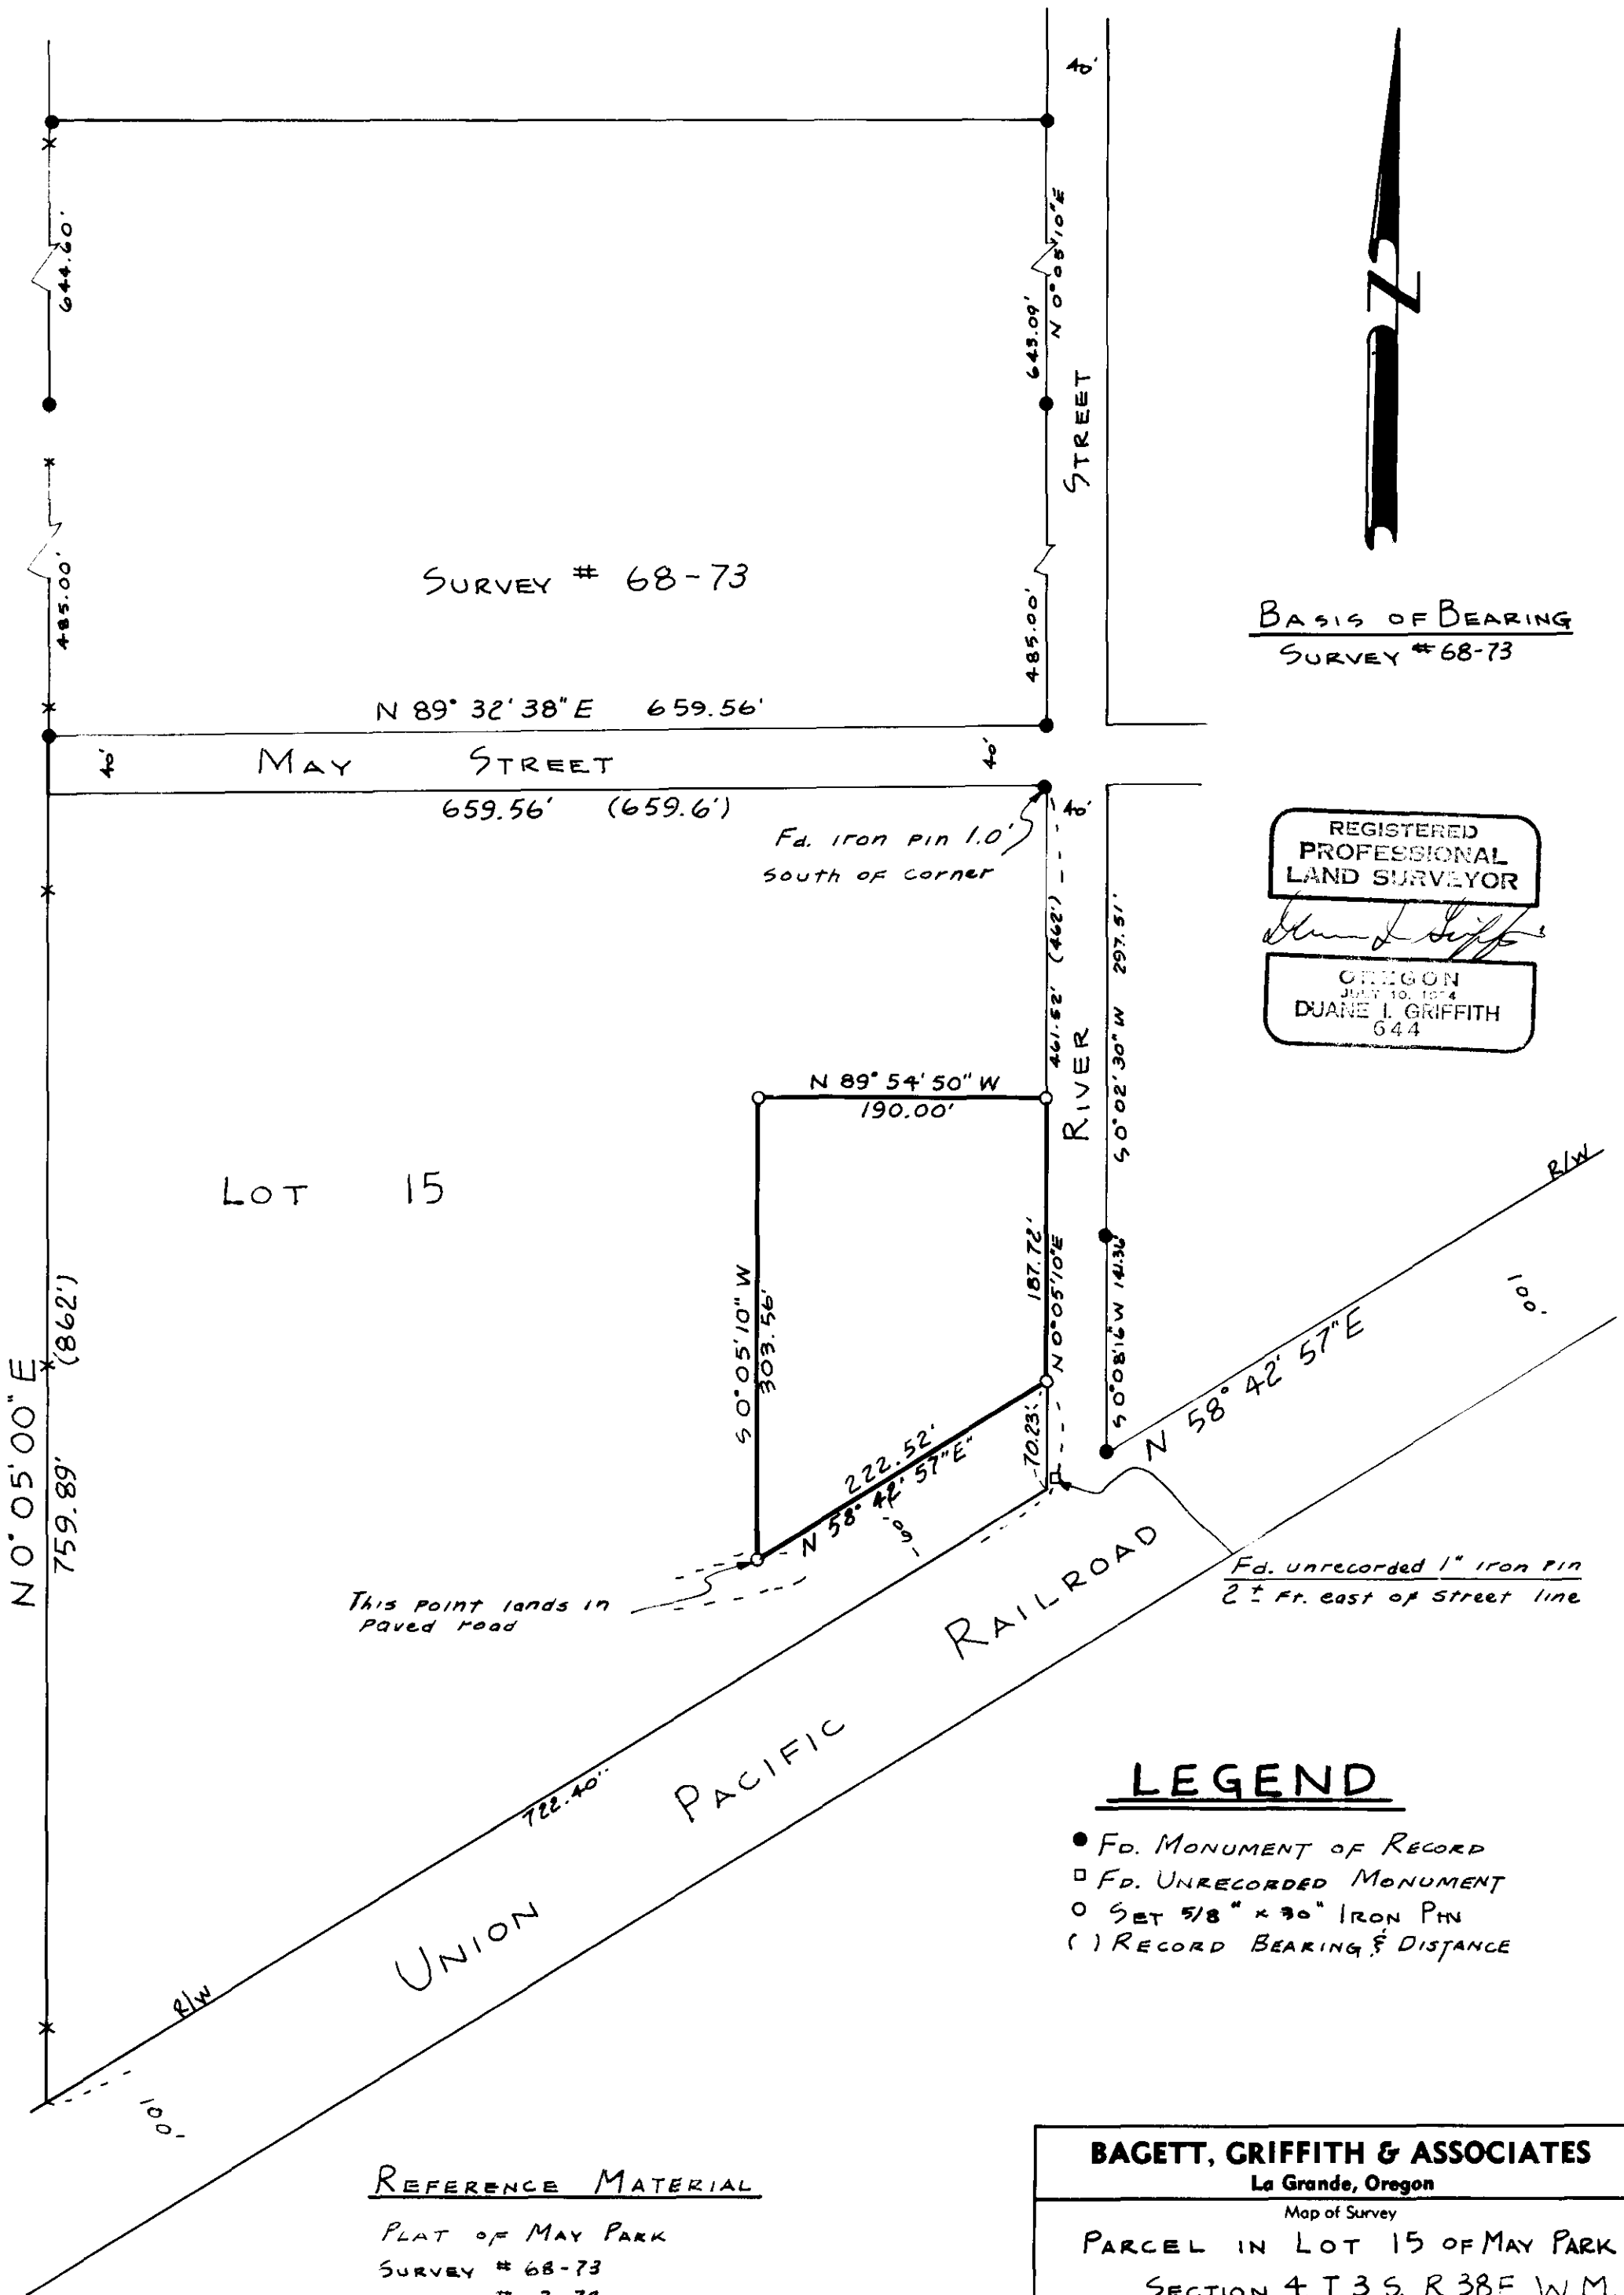 40'
644.60'
N 0° 05' 10" E
643.09'
STREET
SURVEY # 68-73
485.00'
485.00'
BASIS OF BEARING
SURVEY # 68-73
N 89° 32' 38" E 659.56'
40'
MAY STREET
40'
659.56' (659.6')
40'
Fd. iron pin 1.0'
south of corner
REGISTERED
PROFESSIONAL
LAND SURVEYOR
OREGON
DUANE I. GRIFFITH
644
461.52' (462')
S 0° 02' 30" W 297.51'
RIVER
N 89° 54' 50" W
190.00'
LOT 15
R/W
187.72'
N 0° 05' 10" E
S 0° 05' 10" W
303.56'
S 0° 08' 16" W 141.36'
100'
N 58° 42' 57" E
N 0° 05' 00" E
759.89'
(862')
222.52'
N 58° 42' 57" E"
70.23'
This point lands in
paved road
Fd. unrecorded 1" iron pin
2 ± Ft. east of street line
722.40'
UNION PACIFIC RAILROAD
R/W
100'
LEGEND
● FD. MONUMENT OF RECORD
□ FD. UNRECORDED MONUMENT
○ SET 5/8" x 30" IRON PIN
( ) RECORD BEARING & DISTANCE
REFERENCE MATERIAL
PLAT OF MAY PARK
SURVEY # 68-73
BAGETT, GRIFFITH & ASSOCIATES
La Grande, Oregon
Map of Survey
PARCEL IN LOT 15 OF MAY PARK
SECTION 4 T 3 S, R 38E W.M.